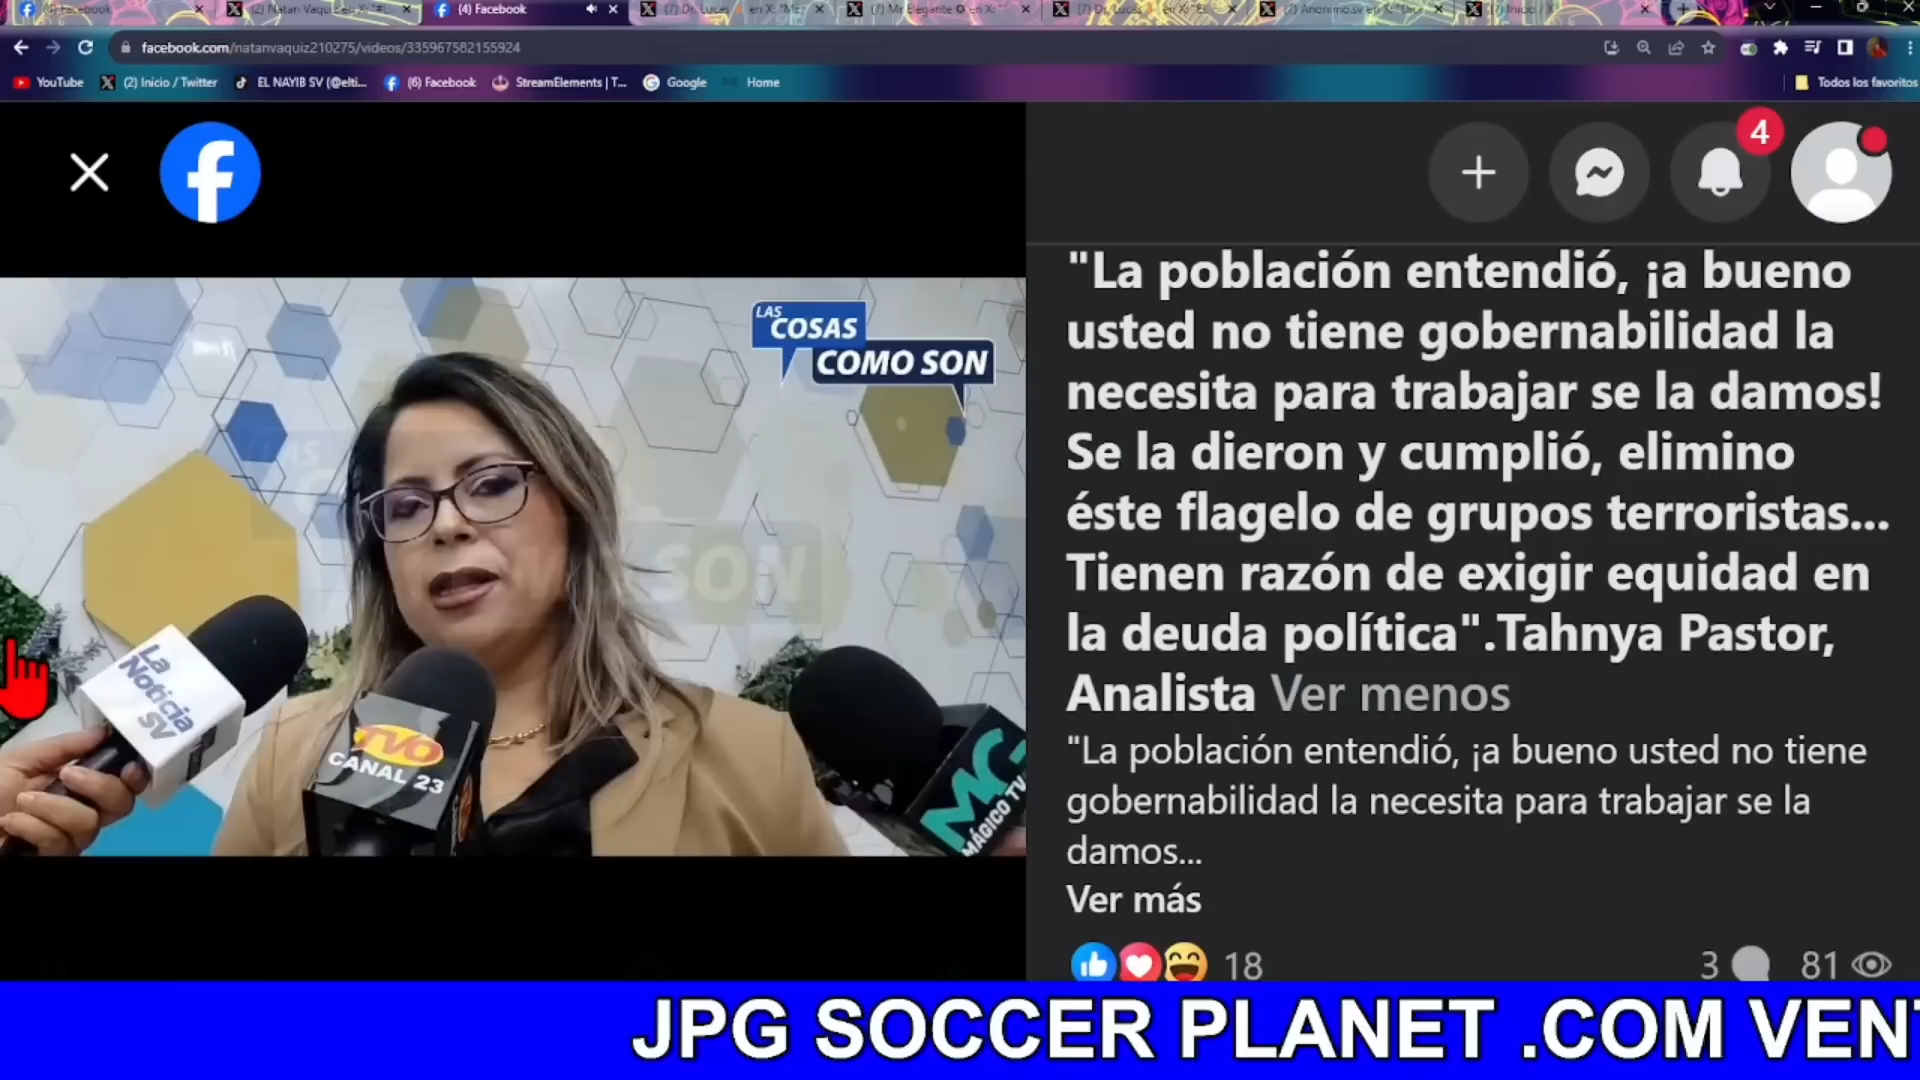 (4) Facebook
facebook.com/natanvaquiz210275/videos/335967582155924
YouTube
(2) Inicio / Twitter
EL NAYIB SV (@elti...
(6) Facebook
StreamElements | T...
Google
Home
Todos los favoritos
4
LAS
COSAS
COMO SON
La
Noticia
SV
TVO
CANAL 23
MÁGICO TV
"La población entendió, ¡a bueno
usted no tiene gobernabilidad la
necesita para trabajar se la damos!
Se la dieron y cumplió, elimino
éste flagelo de grupos terroristas...
Tienen razón de exigir equidad en
la deuda política".Tahnya Pastor,
Analista Ver menos
"La población entendió, ¡a bueno usted no tiene
gobernabilidad la necesita para trabajar se la
damos...
Ver más
18
3
81
JPG SOCCER PLANET .COM VENT